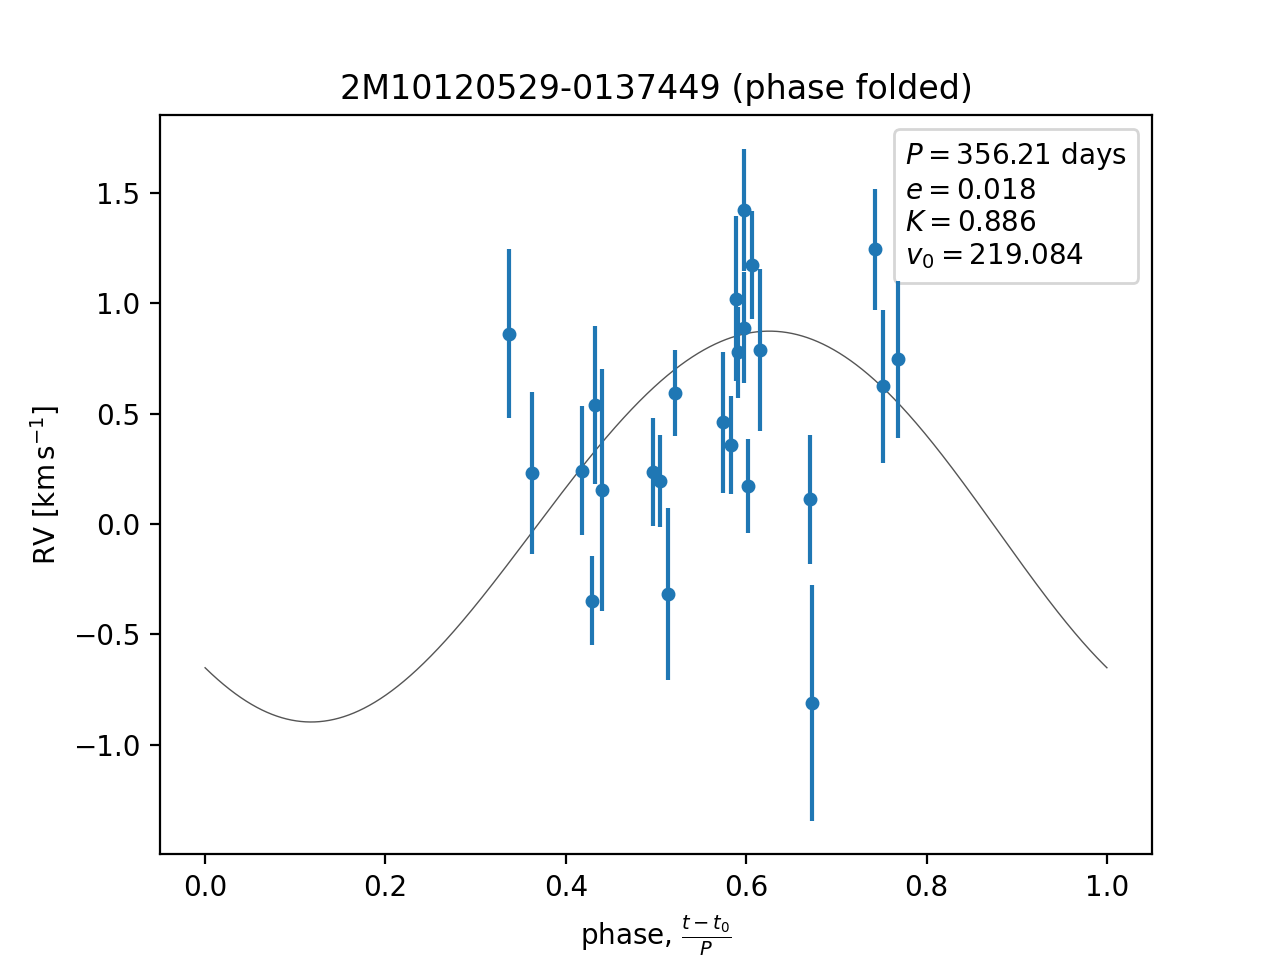 2M10120529-0137449 (phase folded)
P = 356.21 days
e = 0.018
K = 0.886
v₀ = 219.084
1.5
1.0
0.5
0.0
−0.5
−1.0
RV [km s⁻¹]
0.0 0.2 0.4 0.6 0.8 1.0
phase, (t − t₀)/P